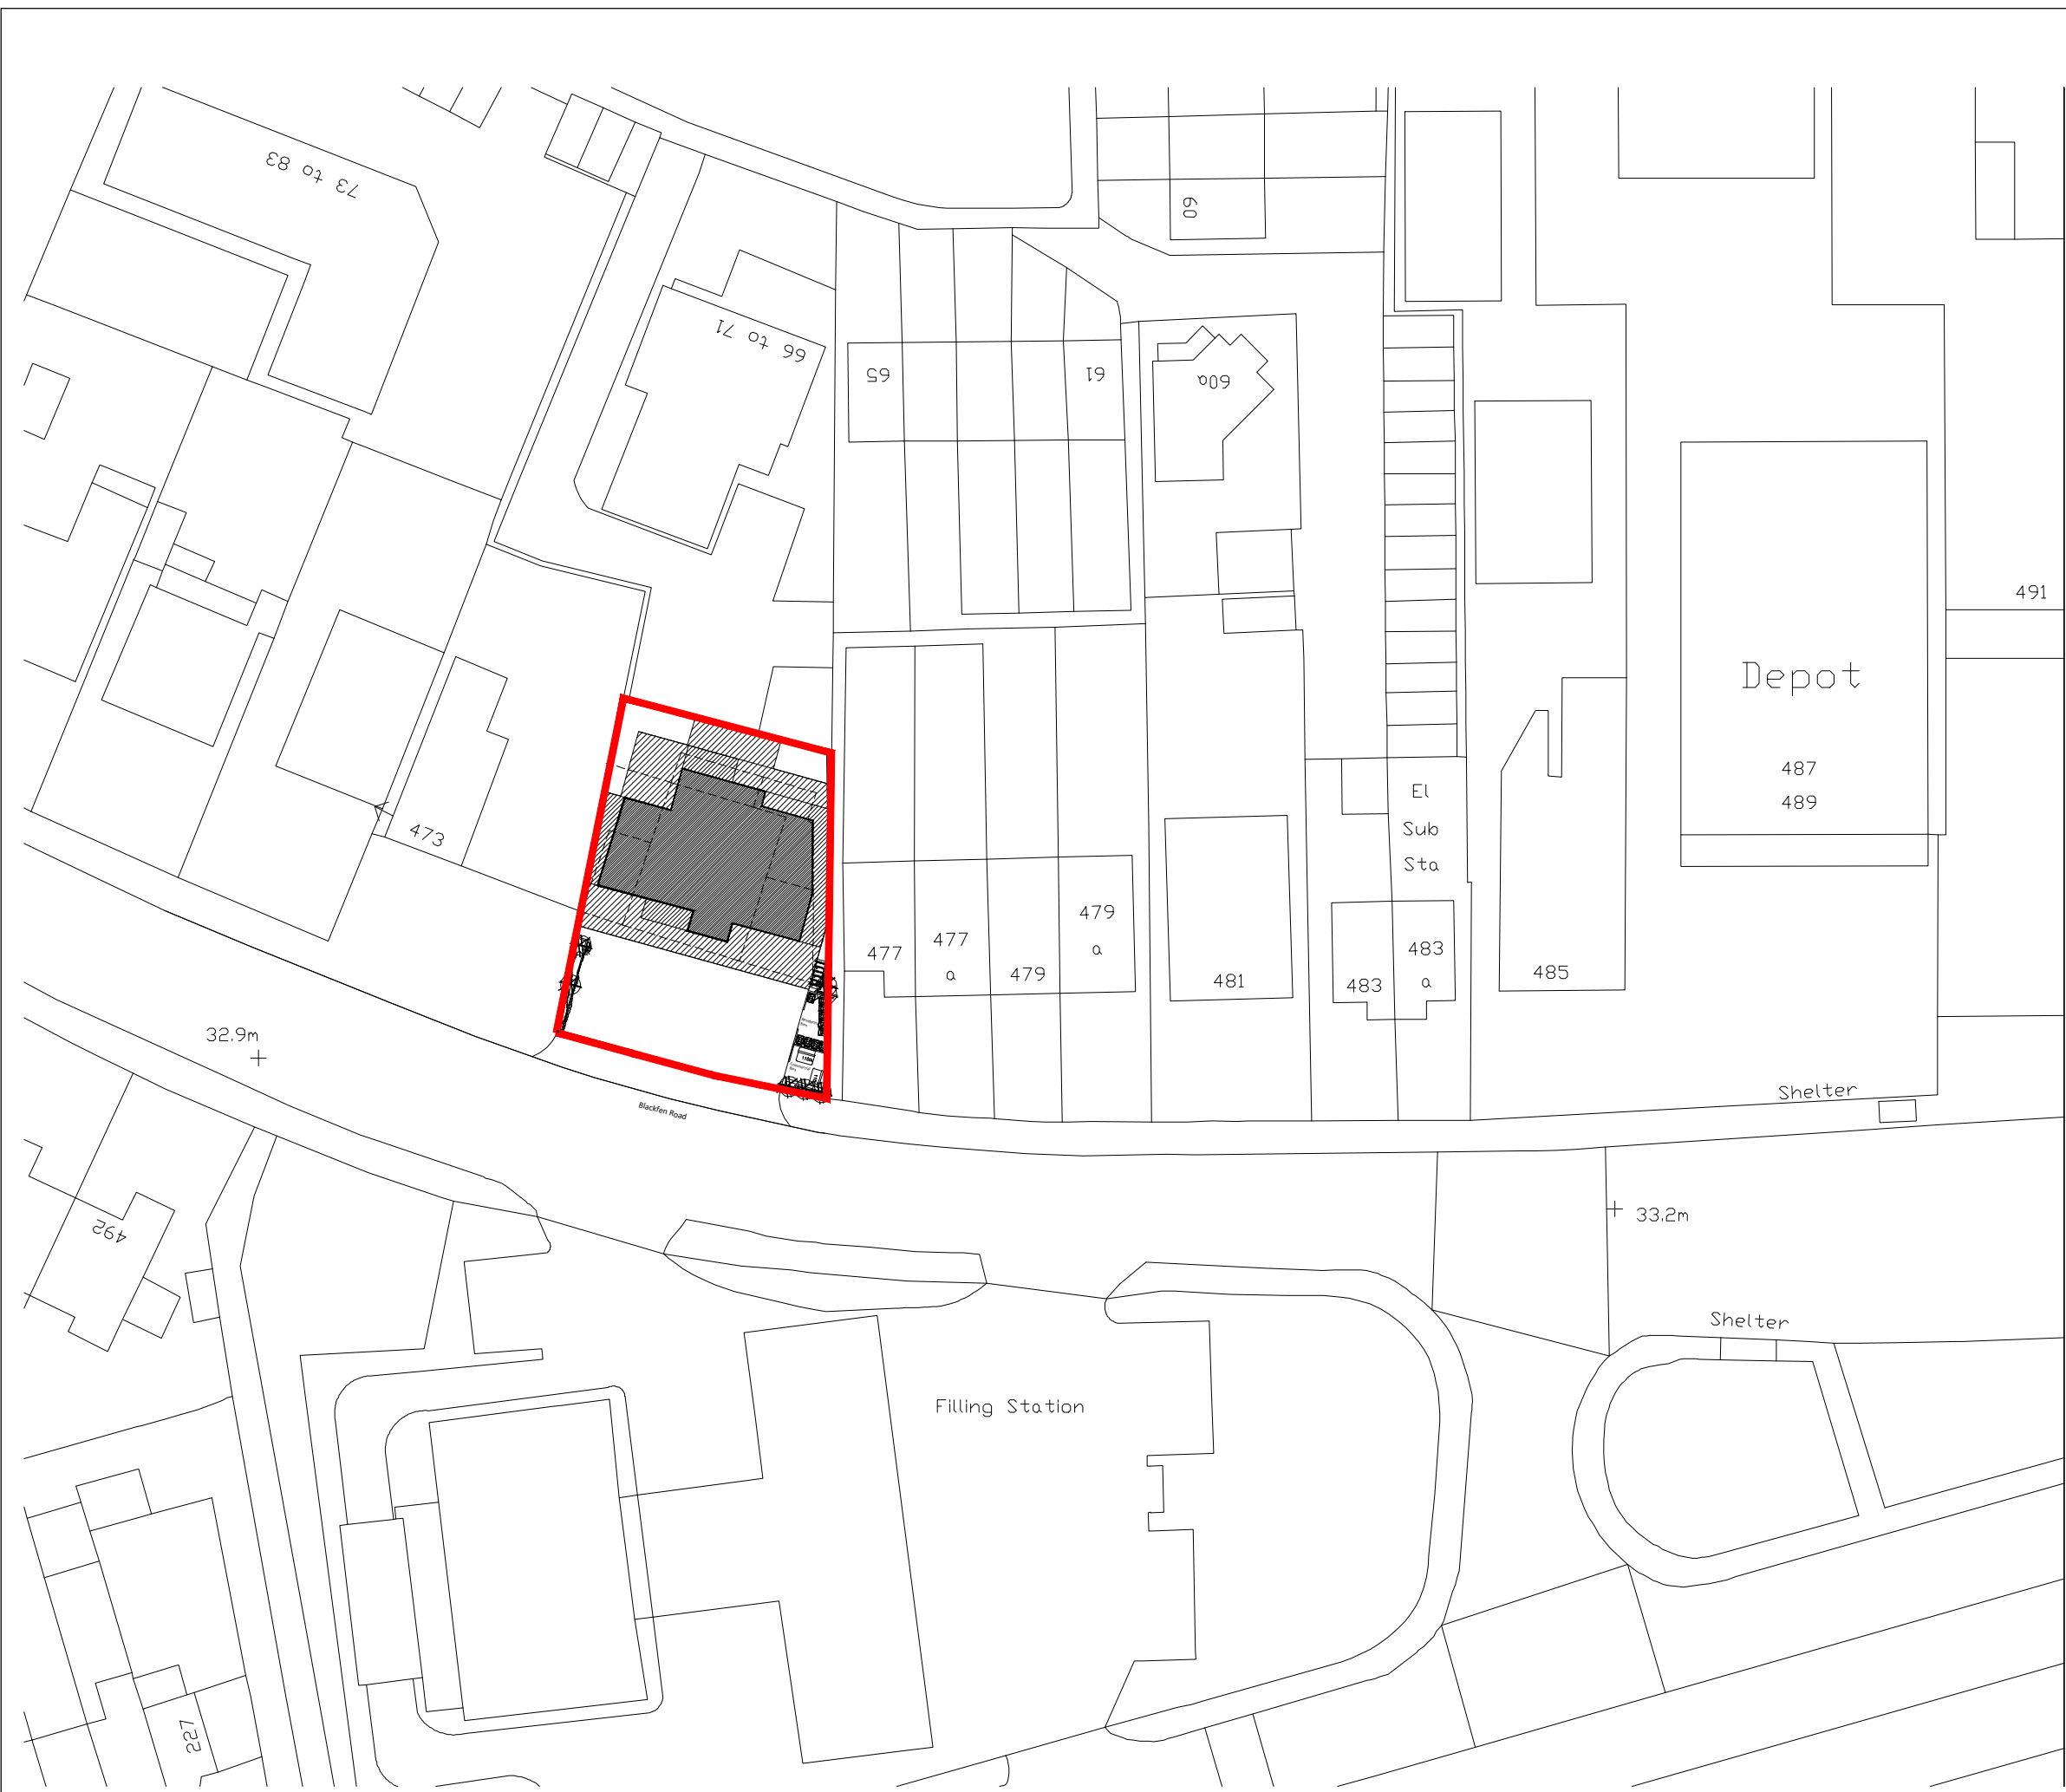 73 to 83
66 to 71
60
65
61
60a
491
Depot
487
489
El
Sub
Sta
473
477
477
a
479
479
a
481
483
483
a
485
32.9m
Blackfen Road
Shelter
33.2m
492
Shelter
Filling Station
257